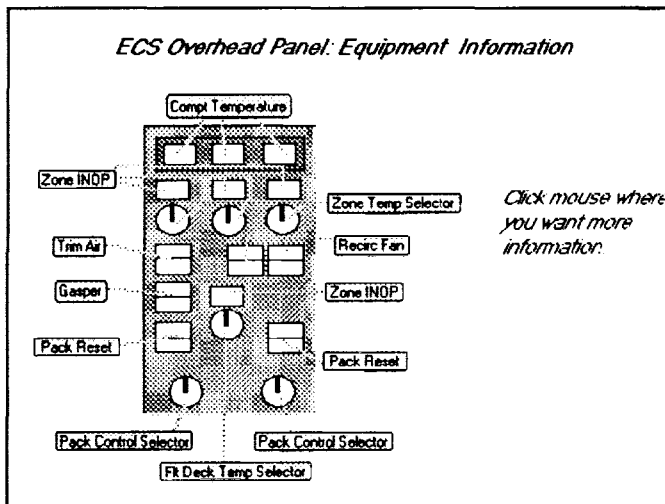 ECS Overhead Panel: Equipment Information
Compt Temperature
Zone INOP
Zone Temp Selector
Click mouse where
you want more
information.
Trim Air
Recirc Fan
Gasper
Zone INOP
Pack Reset
Pack Reset
Pack Control Selector
Pack Control Selector
Flt Deck Temp Selector